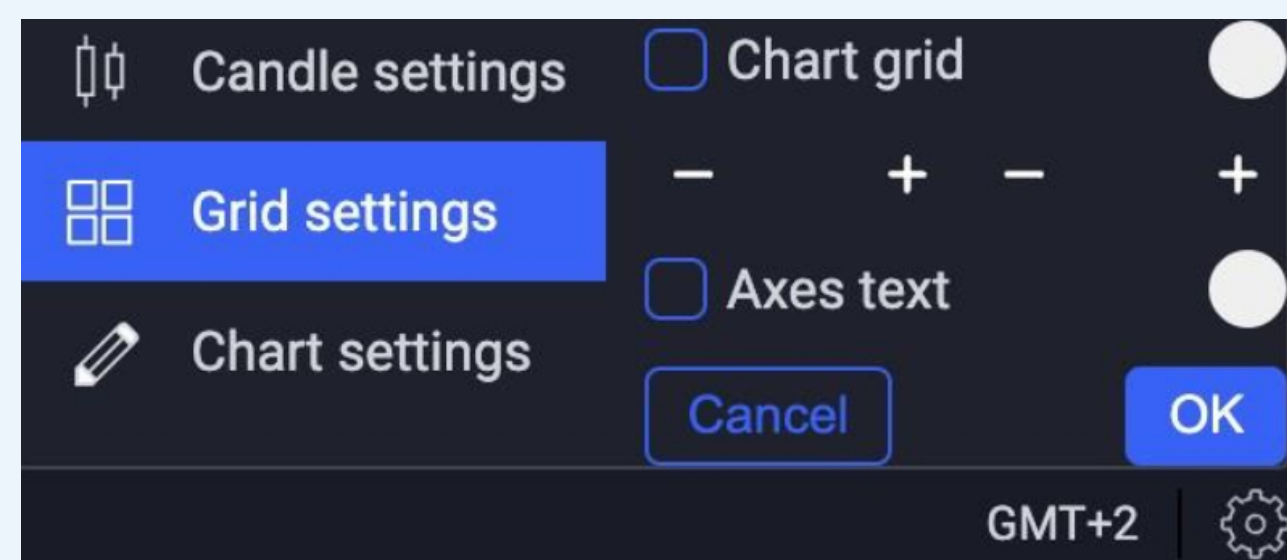 Candle settings
Grid settings
Chart settings
Chart grid
− + − +
Axes text
Cancel OK
GMT+2